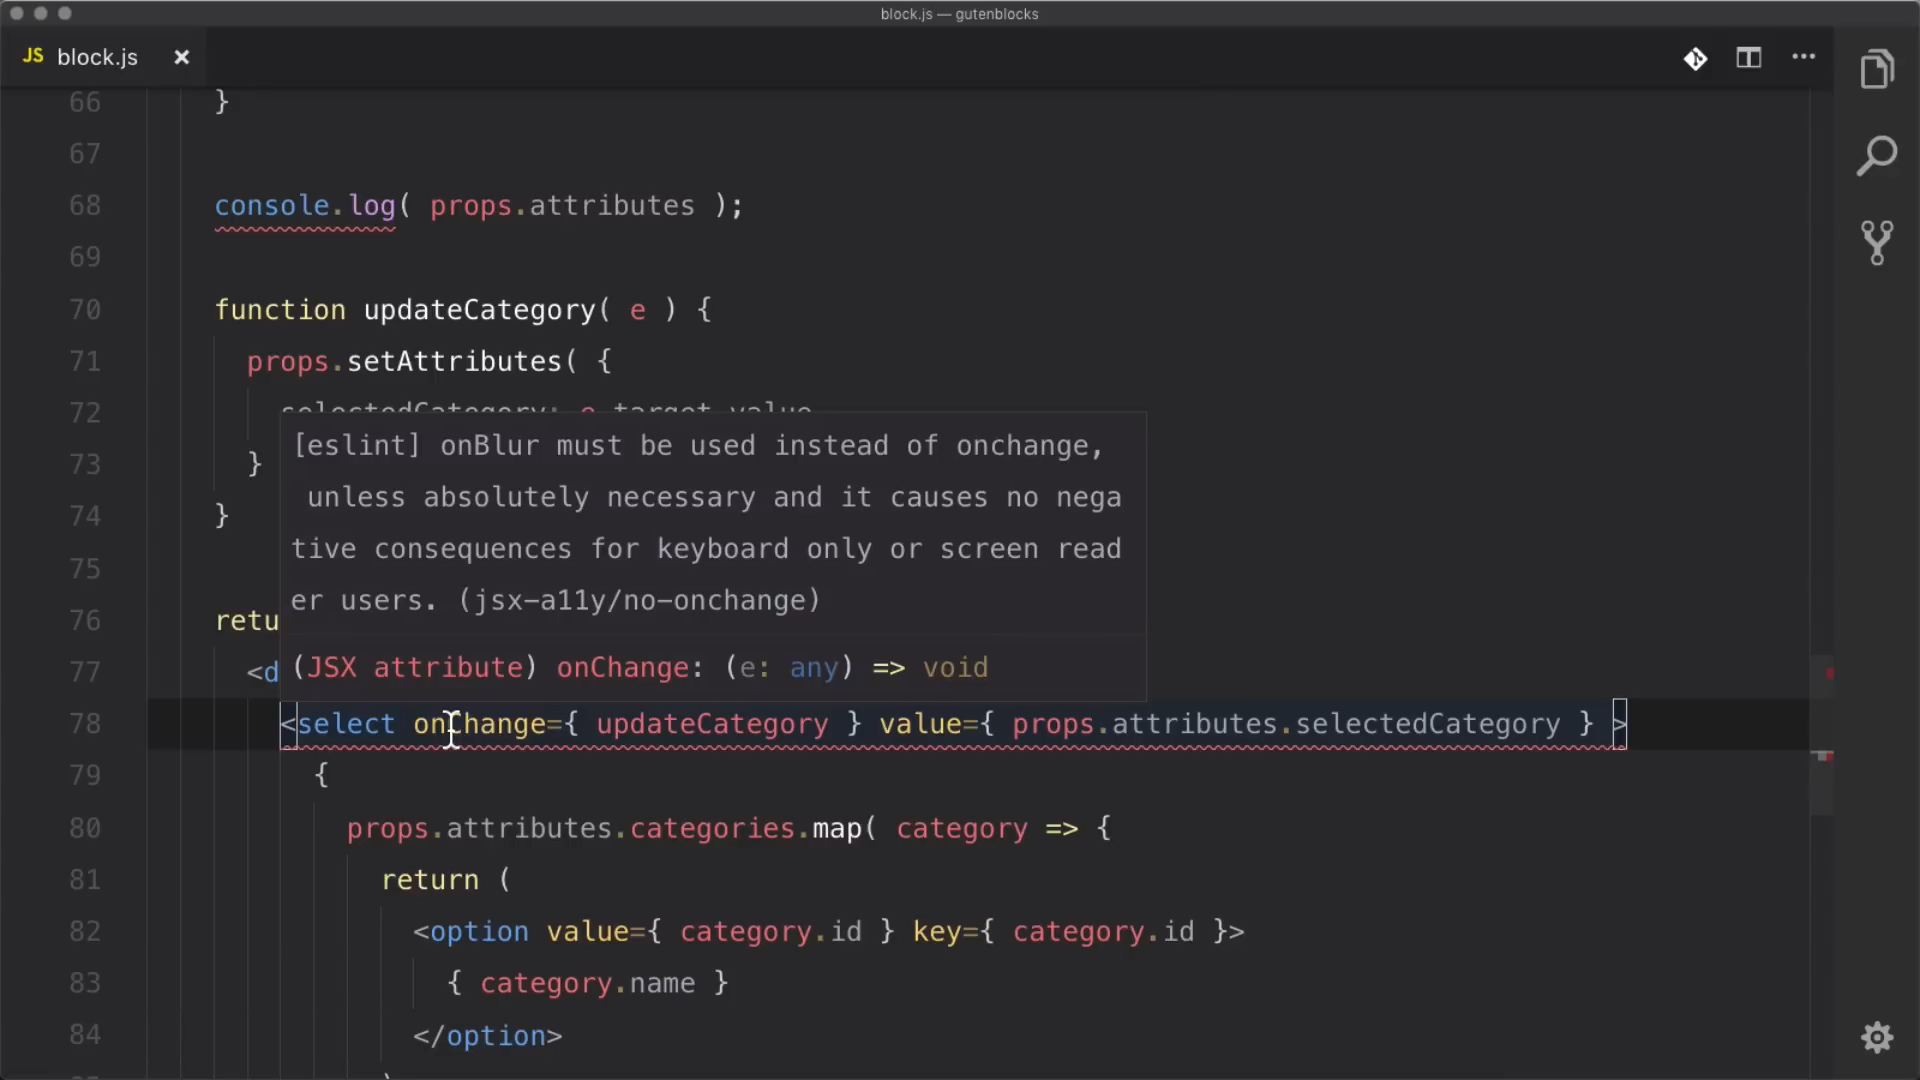 block.js — gutenblocks
JS block.js ×
66 }
67
68 console.log( props.attributes );
69
70 function updateCategory( e ) {
71 props.setAttributes( {
72 selectedCategory: e.target.value
73 }
74 }
75
76 retu
77 <d
[eslint] onBlur must be used instead of onchange,
unless absolutely necessary and it causes no nega
tive consequences for keyboard only or screen read
er users. (jsx-a11y/no-onchange)
(JSX attribute) onChange: (e: any) => void
78 <select onChange={ updateCategory } value={ props.attributes.selectedCategory } >
79 {
80 props.attributes.categories.map( category => {
81 return (
82 <option value={ category.id } key={ category.id }>
83 { category.name }
84 </option>